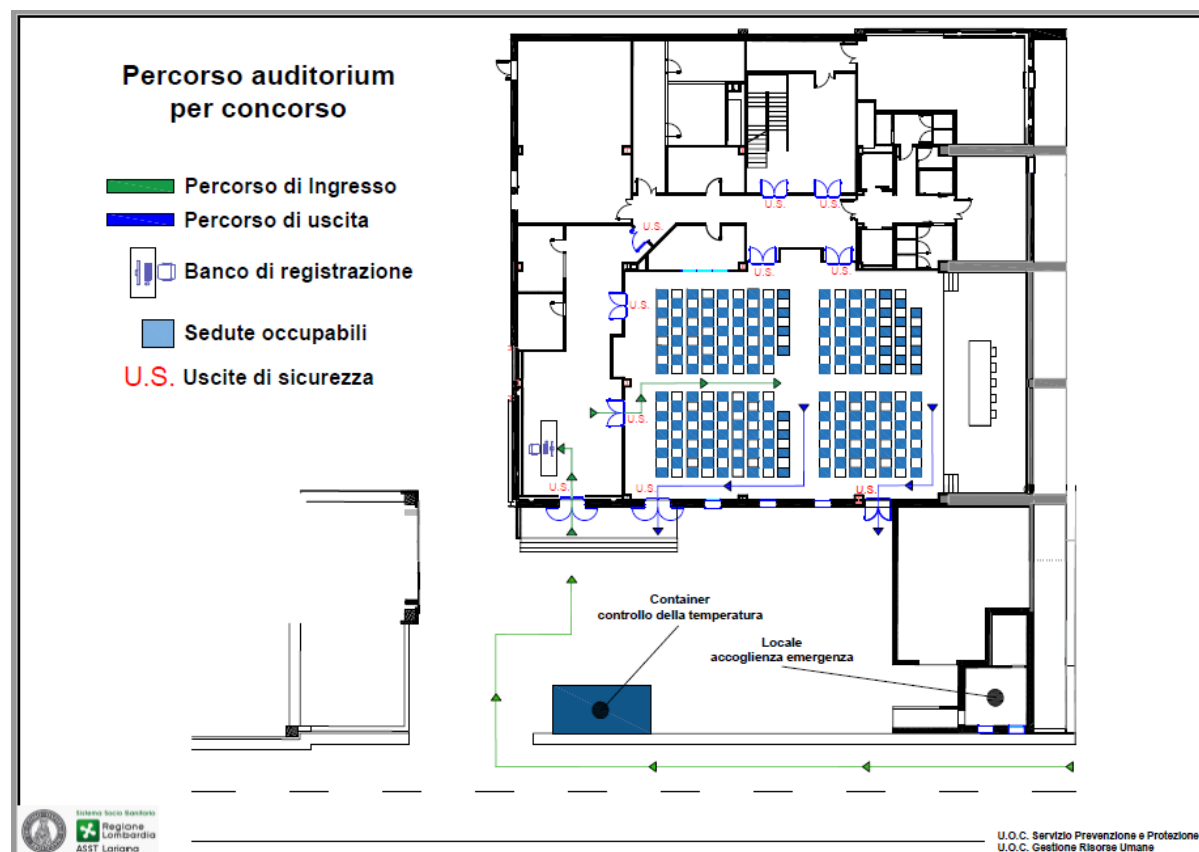 Percorso auditorium
per concorso
Percorso di Ingresso
Percorso di uscita
Banco di registrazione
Sedute occupabili
U.S. Uscite di sicurezza
U.S.
U.S.
U.S.
U.S.
U.S.
U.S.
U.S.
U.S.
U.S.
U.S.
Container
controllo della temperatura
Locale
accoglienza emergenza
Sistema Socio Sanitario
Regione
Lombardia
ASST Lariana
U.O.C. Servizio Prevenzione e Protezione
U.O.C. Gestione Risorse Umane